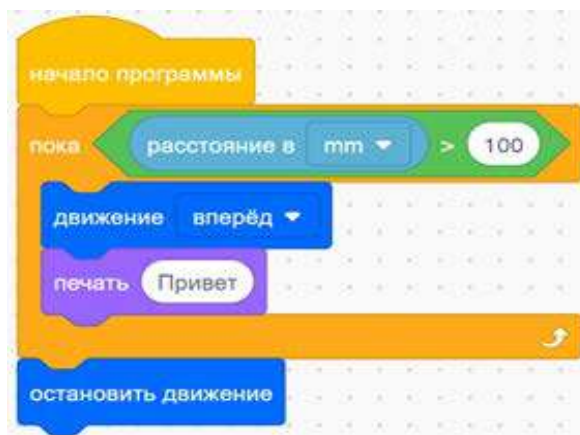 начало программы
пока расстояние в mm > 100
движение вперёд
печать Привет
остановить движение